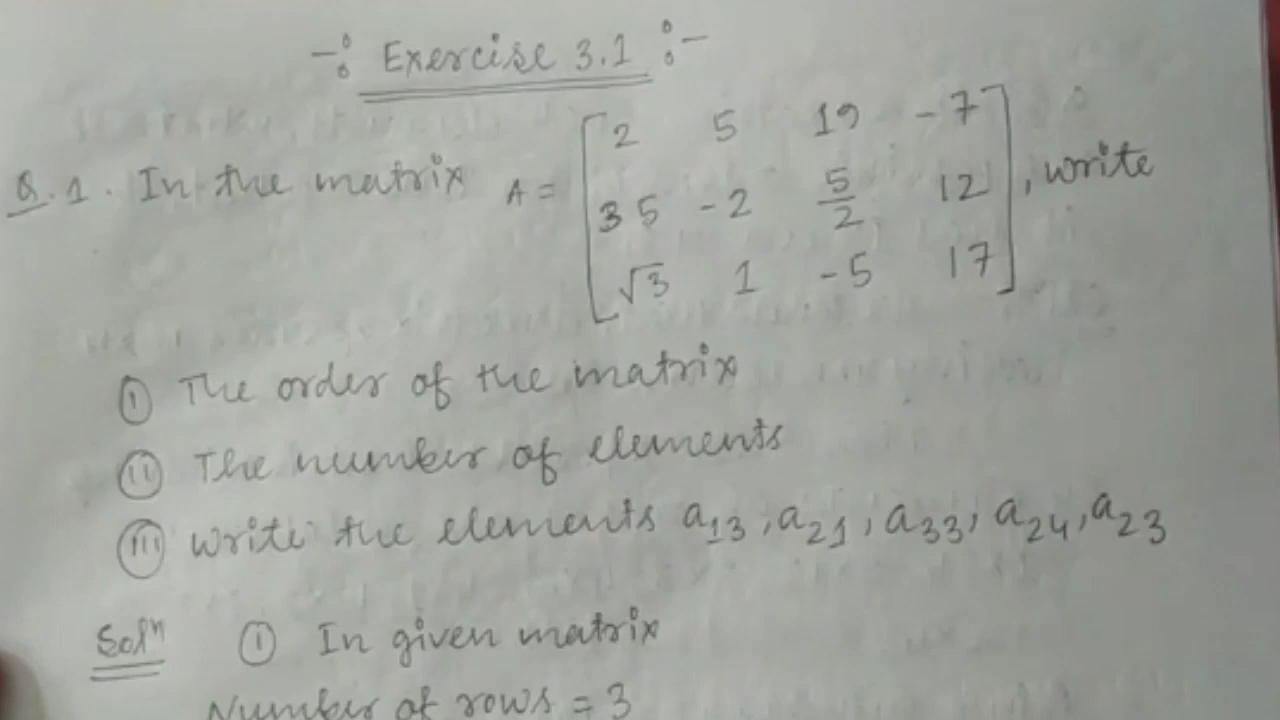 -: Exercise 3.1 :-
Q.1. In the matrix A = [2 5 19 -7
35 -2 5/2 12
√3 1 -5 17], write
(i) The order of the matrix
(ii) The number of elements
(iii) Write the elements a₁₃, a₂₁, a₃₃, a₂₄, a₂₃
Solⁿ (i) In given matrix
Number of rows = 3